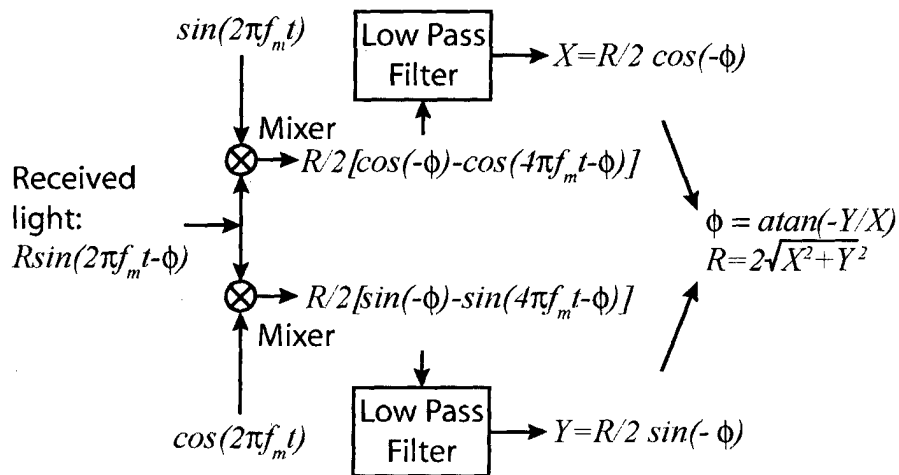 sin(2πf_m t)
Low Pass
Filter
X=R/2 cos(-ϕ)
Mixer
R/2[cos(-ϕ)-cos(4πf_m t-ϕ)]
Received
light:
Rsin(2πf_m t-ϕ)
ϕ = atan(-Y/X)
R=2√X²+Y²
R/2[sin(-ϕ)-sin(4πf_m t-ϕ)]
Mixer
Low Pass
Filter
cos(2πf_m t)
Y=R/2 sin(- ϕ)